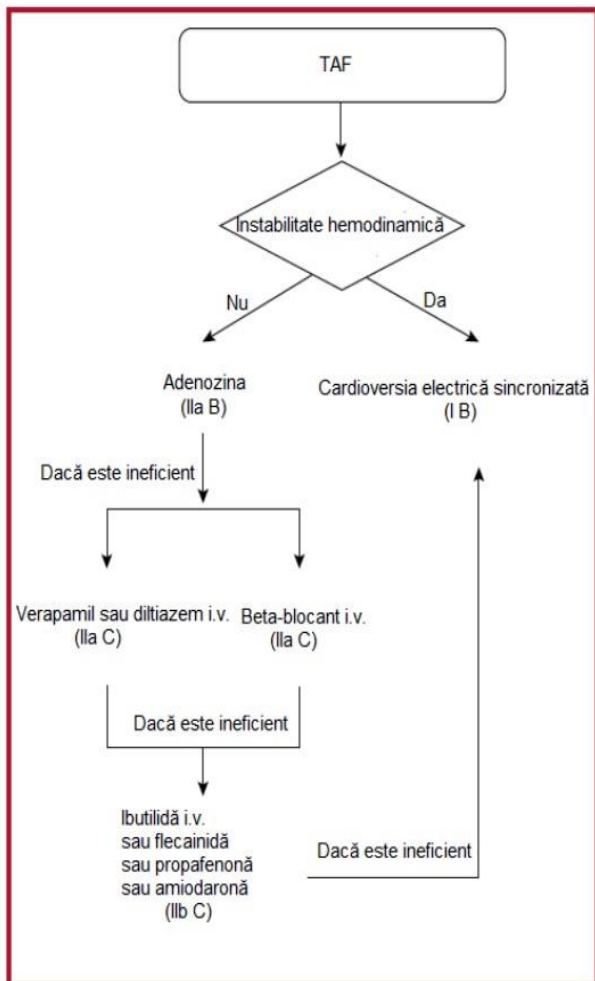 TAF
Instabilitate hemodinamică
Nu
Da
Adenozina
(IIa B)
Cardioversia electrică sincronizată
(I B)
Dacă este ineficient
Verapamil sau diltiazem i.v.
(IIa C)
Beta-blocant i.v.
(IIa C)
Dacă este ineficient
Ibutilidă i.v.
sau flecainidă
sau propafenonă
sau amiodaronă
(IIb C)
Dacă este ineficient